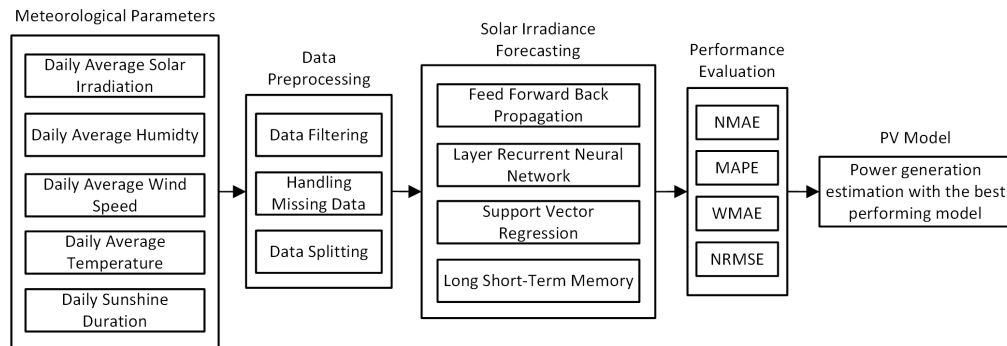 Meteorological Parameters
Daily Average Solar
Irradiation
Daily Average Humidty
Daily Average Wind
Speed
Daily Average
Temperature
Daily Sunshine
Duration
Data
Preprocessing
Data Filtering
Handling
Missing Data
Data Splitting
Solar Irradiance
Forecasting
Feed Forward Back
Propagation
Layer Recurrent Neural
Network
Support Vector
Regression
Long Short-Term Memory
Performance
Evaluation
NMAE
MAPE
WMAE
NRMSE
PV Model
Power generation
estimation with the best
performing model